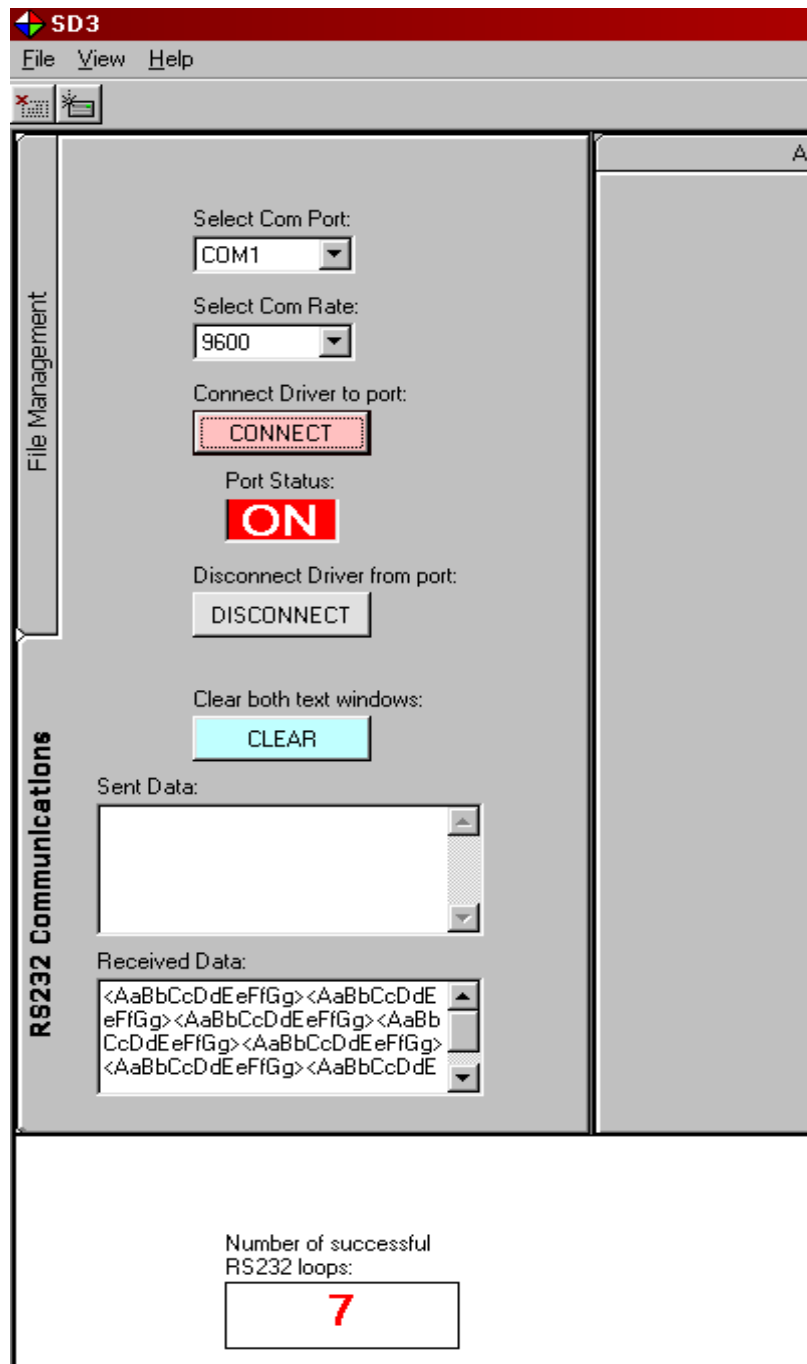 SD3
File View Help
A
File Management
RS232 Communications
Select Com Port:
COM1
Select Com Rate:
9600
Connect Driver to port:
CONNECT
Port Status:
ON
Disconnect Driver from port:
DISCONNECT
Clear both text windows:
CLEAR
Sent Data:
Received Data:
<AaBbCcDdEeFfGg><AaBbCcDdE
eFfGg><AaBbCcDdEeFfGg><AaBb
CcDdEeFfGg><AaBbCcDdEeFfGg>
<AaBbCcDdEeFfGg><AaBbCcDdE
Number of successful
RS232 loops:
7